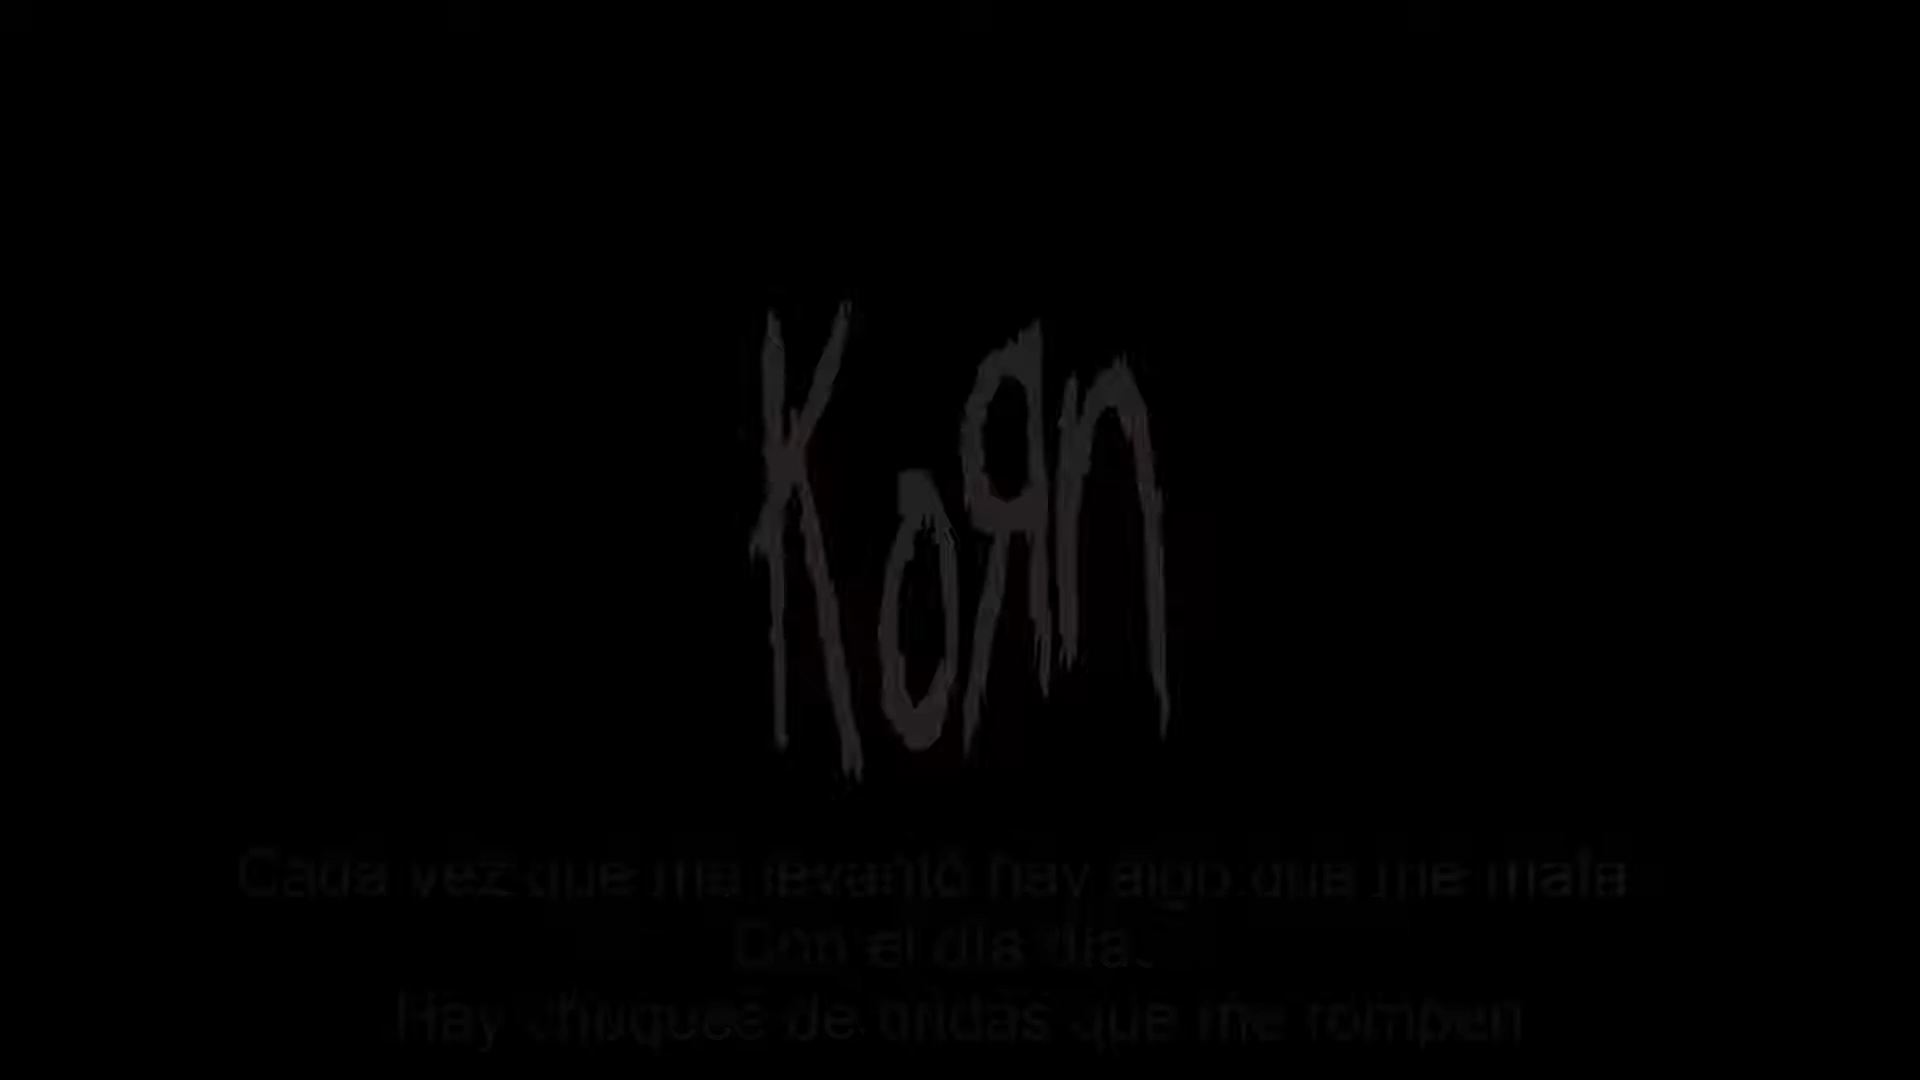 KoЯn
Cada vez que me levanto hay algo que me mata
Con el día día.
Hay choques de ondas que me rompen